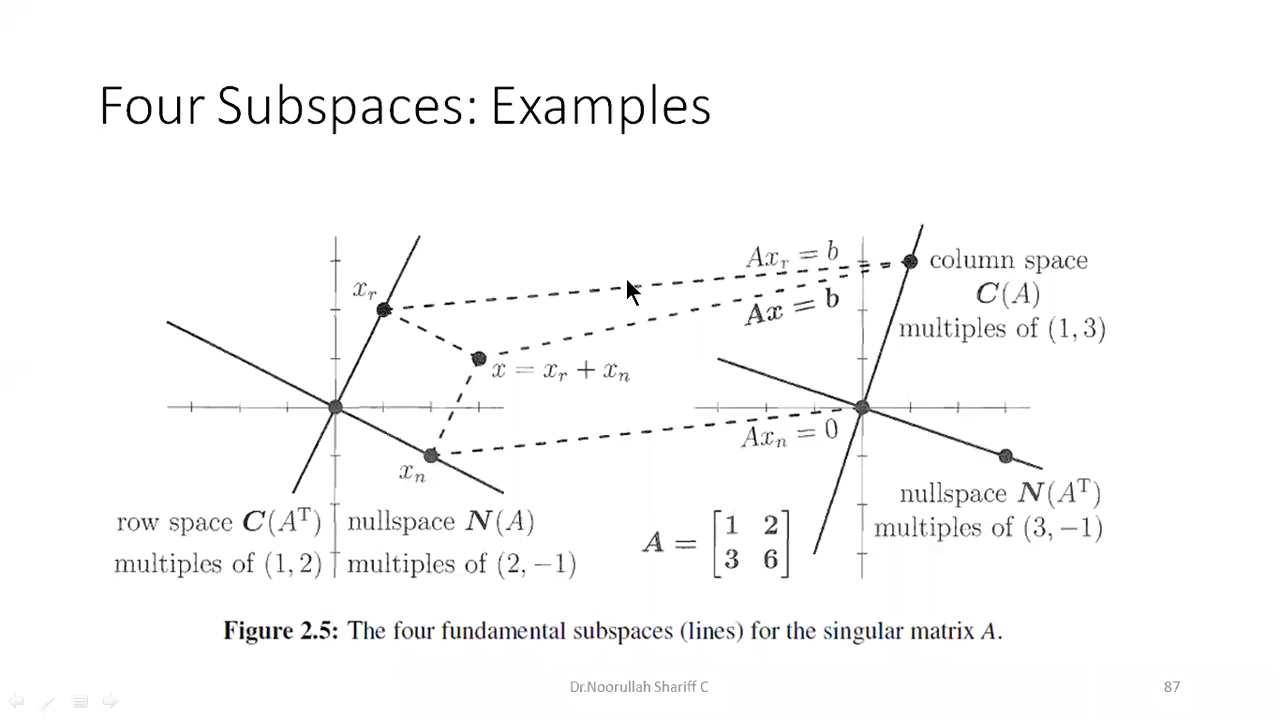 Four Subspaces: Examples
Ax_r = b
x_r
column space
C(A)
Ax = b
multiples of (1, 3)
x = x_r + x_n
Ax_n = 0
x_n
nullspace N(A^T)
row space C(A^T) nullspace N(A)
multiples of (3, −1)
A = [1 2
3 6]
multiples of (1, 2) multiples of (2, −1)
Figure 2.5: The four fundamental subspaces (lines) for the singular matrix A.
Dr.Noorullah Shariff C
87